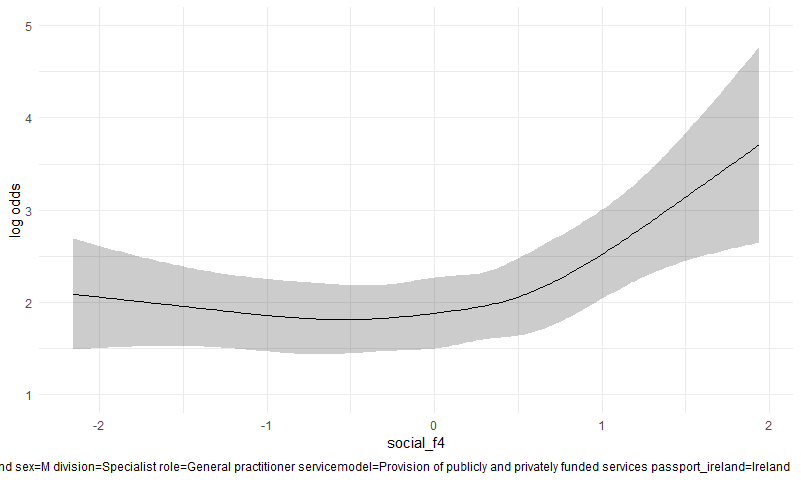 5
4
3
2
1
log odds
-2 -1 0 1 2
social_f4
sex=M division=Specialist role=General practitioner servicemodel=Provision of publicly and privately funded services passport_ireland=Ireland